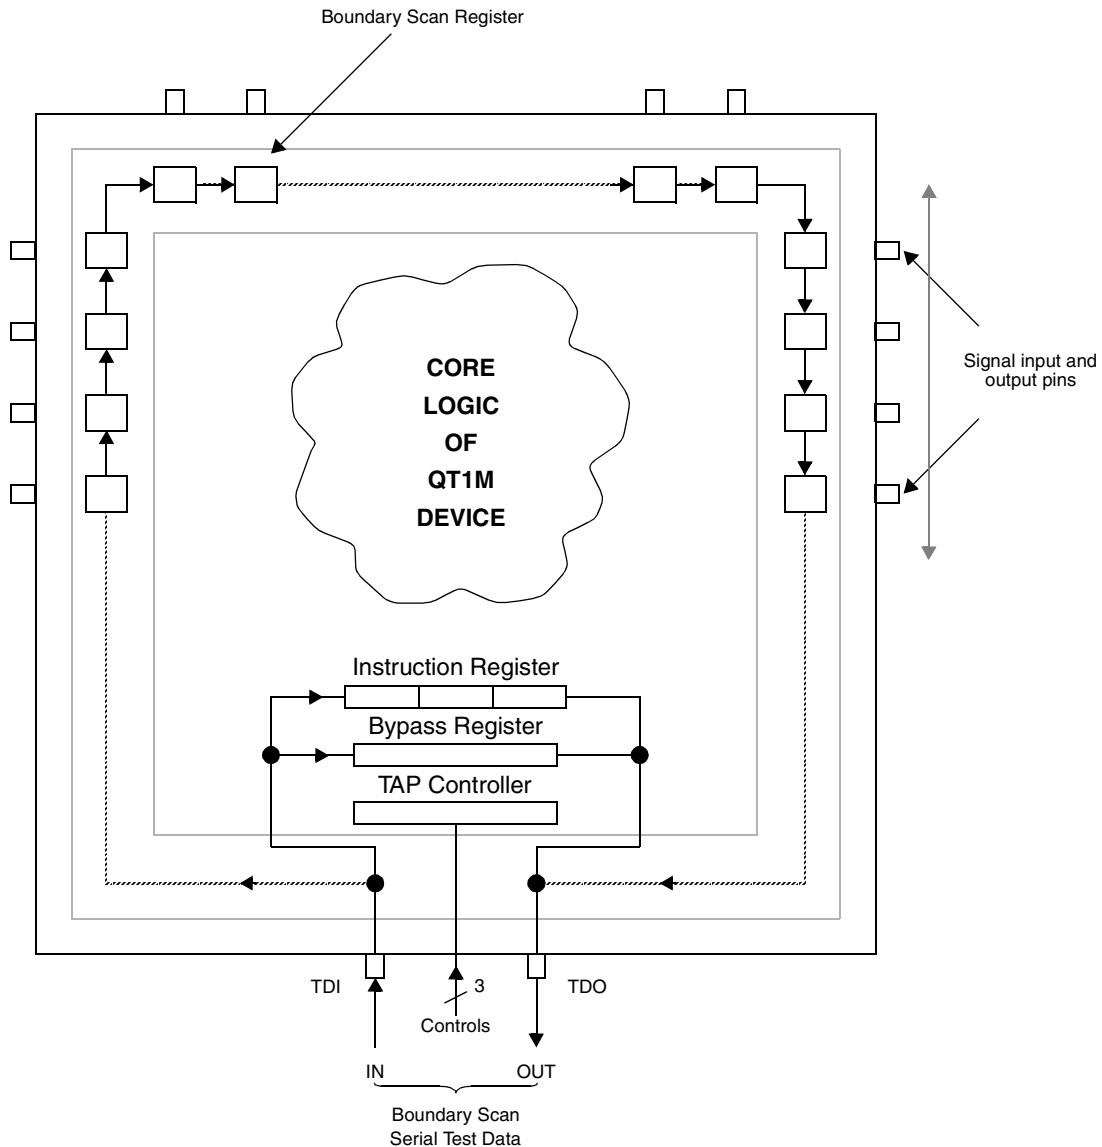 Boundary Scan Register
CORE
LOGIC
OF
QT1M
DEVICE
Signal input and
output pins
Instruction Register
Bypass Register
TAP Controller
TDI
3
TDO
Controls
IN
OUT
Boundary Scan
Serial Test Data